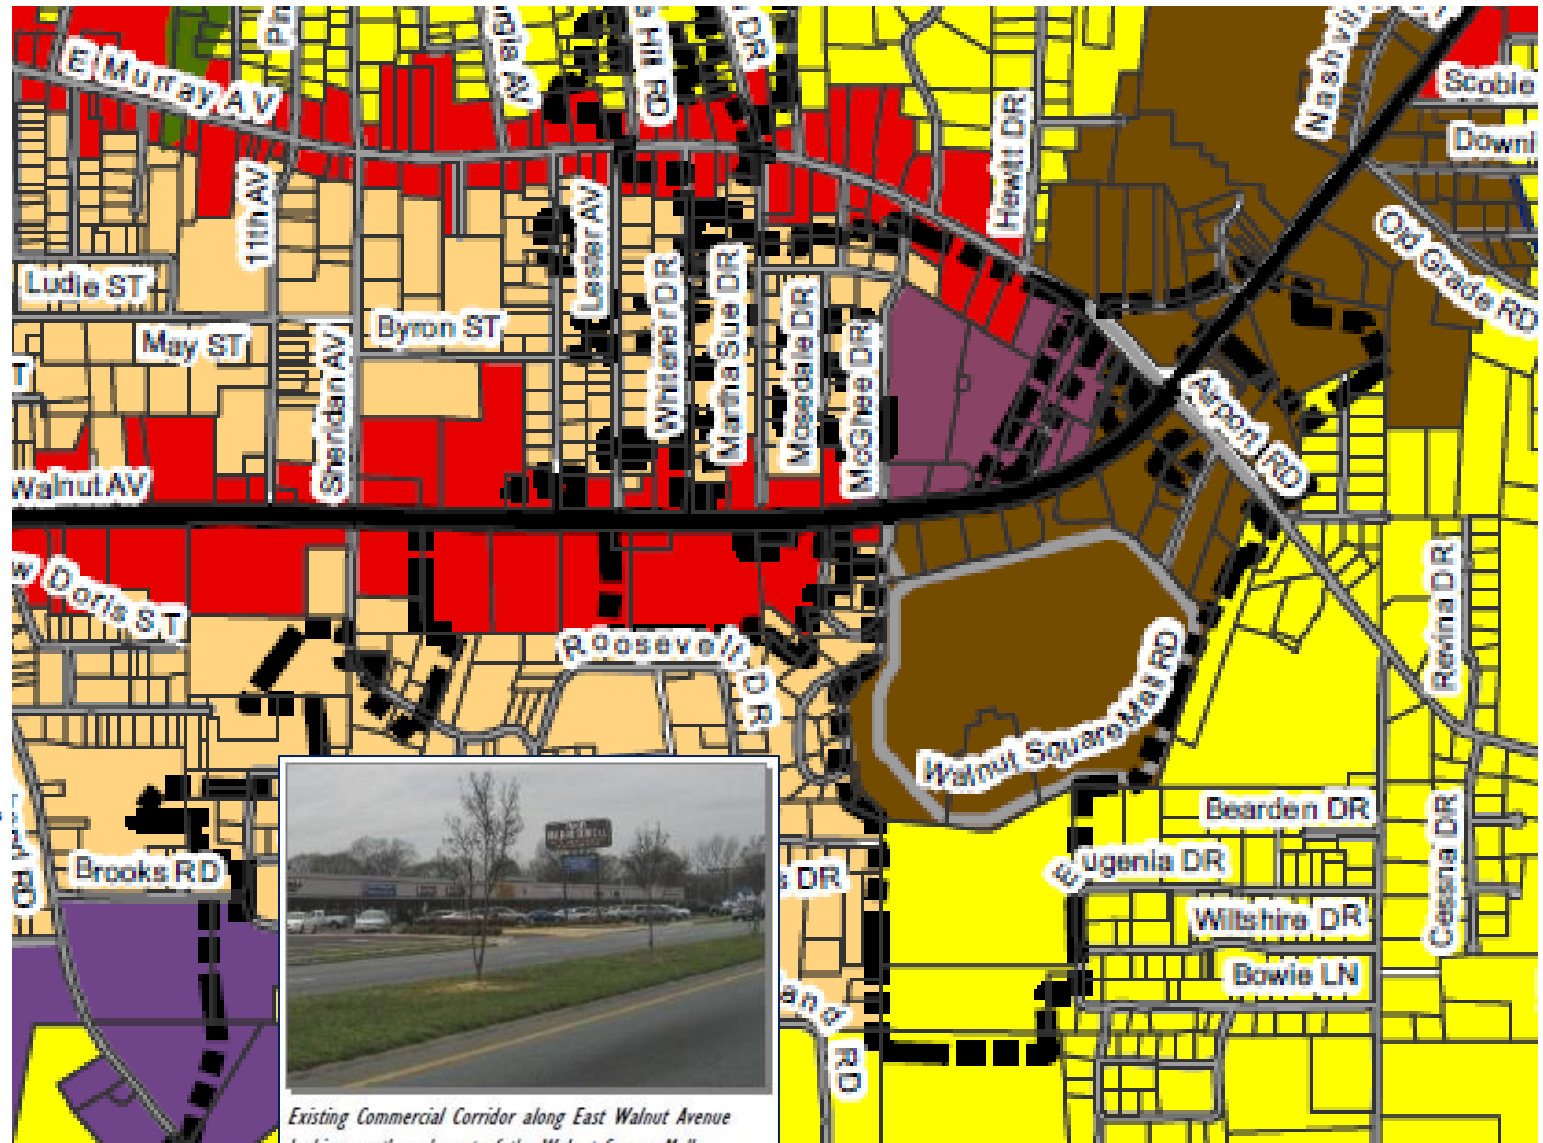 E Murray AV
Hill RD
DR
Nashvil
Scoble
Hewitt DR
Old Grade RD
11th AV
Lester AV
Ludie ST
Whitener DR
Martha Sue DR
Mosedale DR
McGhee DR
Byron ST
May ST
Sheridan AV
Airport RD
Walnut AV
Doris ST
Roosevelt DR
Revina DR
Walnut Square Mall RD
Bearden DR
Cessna DR
Brooks RD
Eugenia DR
s DR
Wiltshire DR
Bowie LN
and RD
Existing Commercial Corridor along East Walnut Avenue